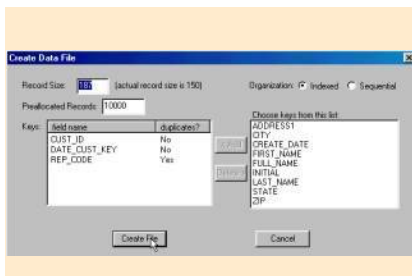 Create Data File
Record Size: (actual record size is 150)
Organization: Indexed Sequential
Preallocated Records: 10000
Keys: field name duplicates?
CUST_ID No
DATE_CUST_KEY No
REP_CODE Yes
Choose keys from this list:
ADDRESS1
CITY
CREATE_DATE
FIRST_NAME
FULL_NAME
INITIAL
LAST_NAME
STATE
ZIP
Create File
Cancel